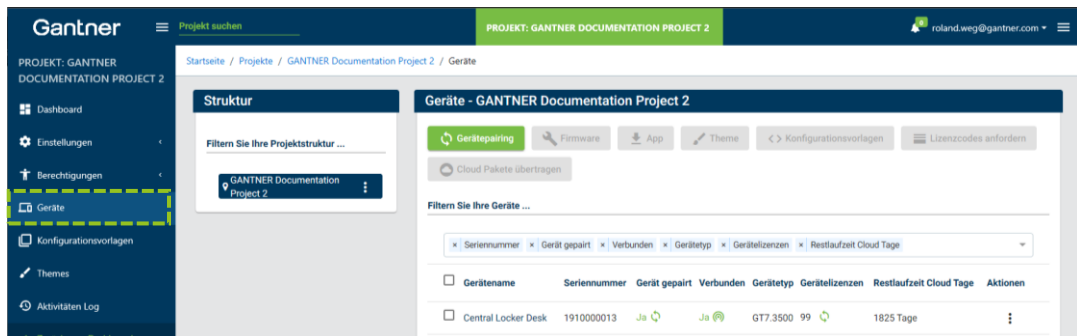 Gantner
Projekt suchen
PROJEKT: GANTNER DOCUMENTATION PROJECT 2
roland.weg@gantner.com
PROJEKT: GANTNER
DOCUMENTATION PROJECT 2
Dashboard
Einstellungen
Berechtigungen
Geräte
Konfigurationsvorlagen
Themes
Aktivitäten Log
Startseite / Projekte / GANTNER Documentation Project 2 / Geräte
Struktur
Filtern Sie Ihre Projektstruktur ...
GANTNER Documentation
Project 2
Geräte - GANTNER Documentation Project 2
Gerätepairing Firmware App Theme Konfigurationsvorlagen Lizenzcodes anfordern
Cloud Pakete übertragen
Filtern Sie Ihre Geräte ...
× Seriennummer × Gerät gepairt × Verbunden × Gerätetyp × Gerätelizenzen × Restlaufzeit Cloud Tage
Gerätename Seriennummer Gerät gepairt Verbunden Gerätetyp Gerätelizenzen Restlaufzeit Cloud Tage Aktionen
Central Locker Desk 1910000013 Ja Ja GT7.3500 99 1825 Tage